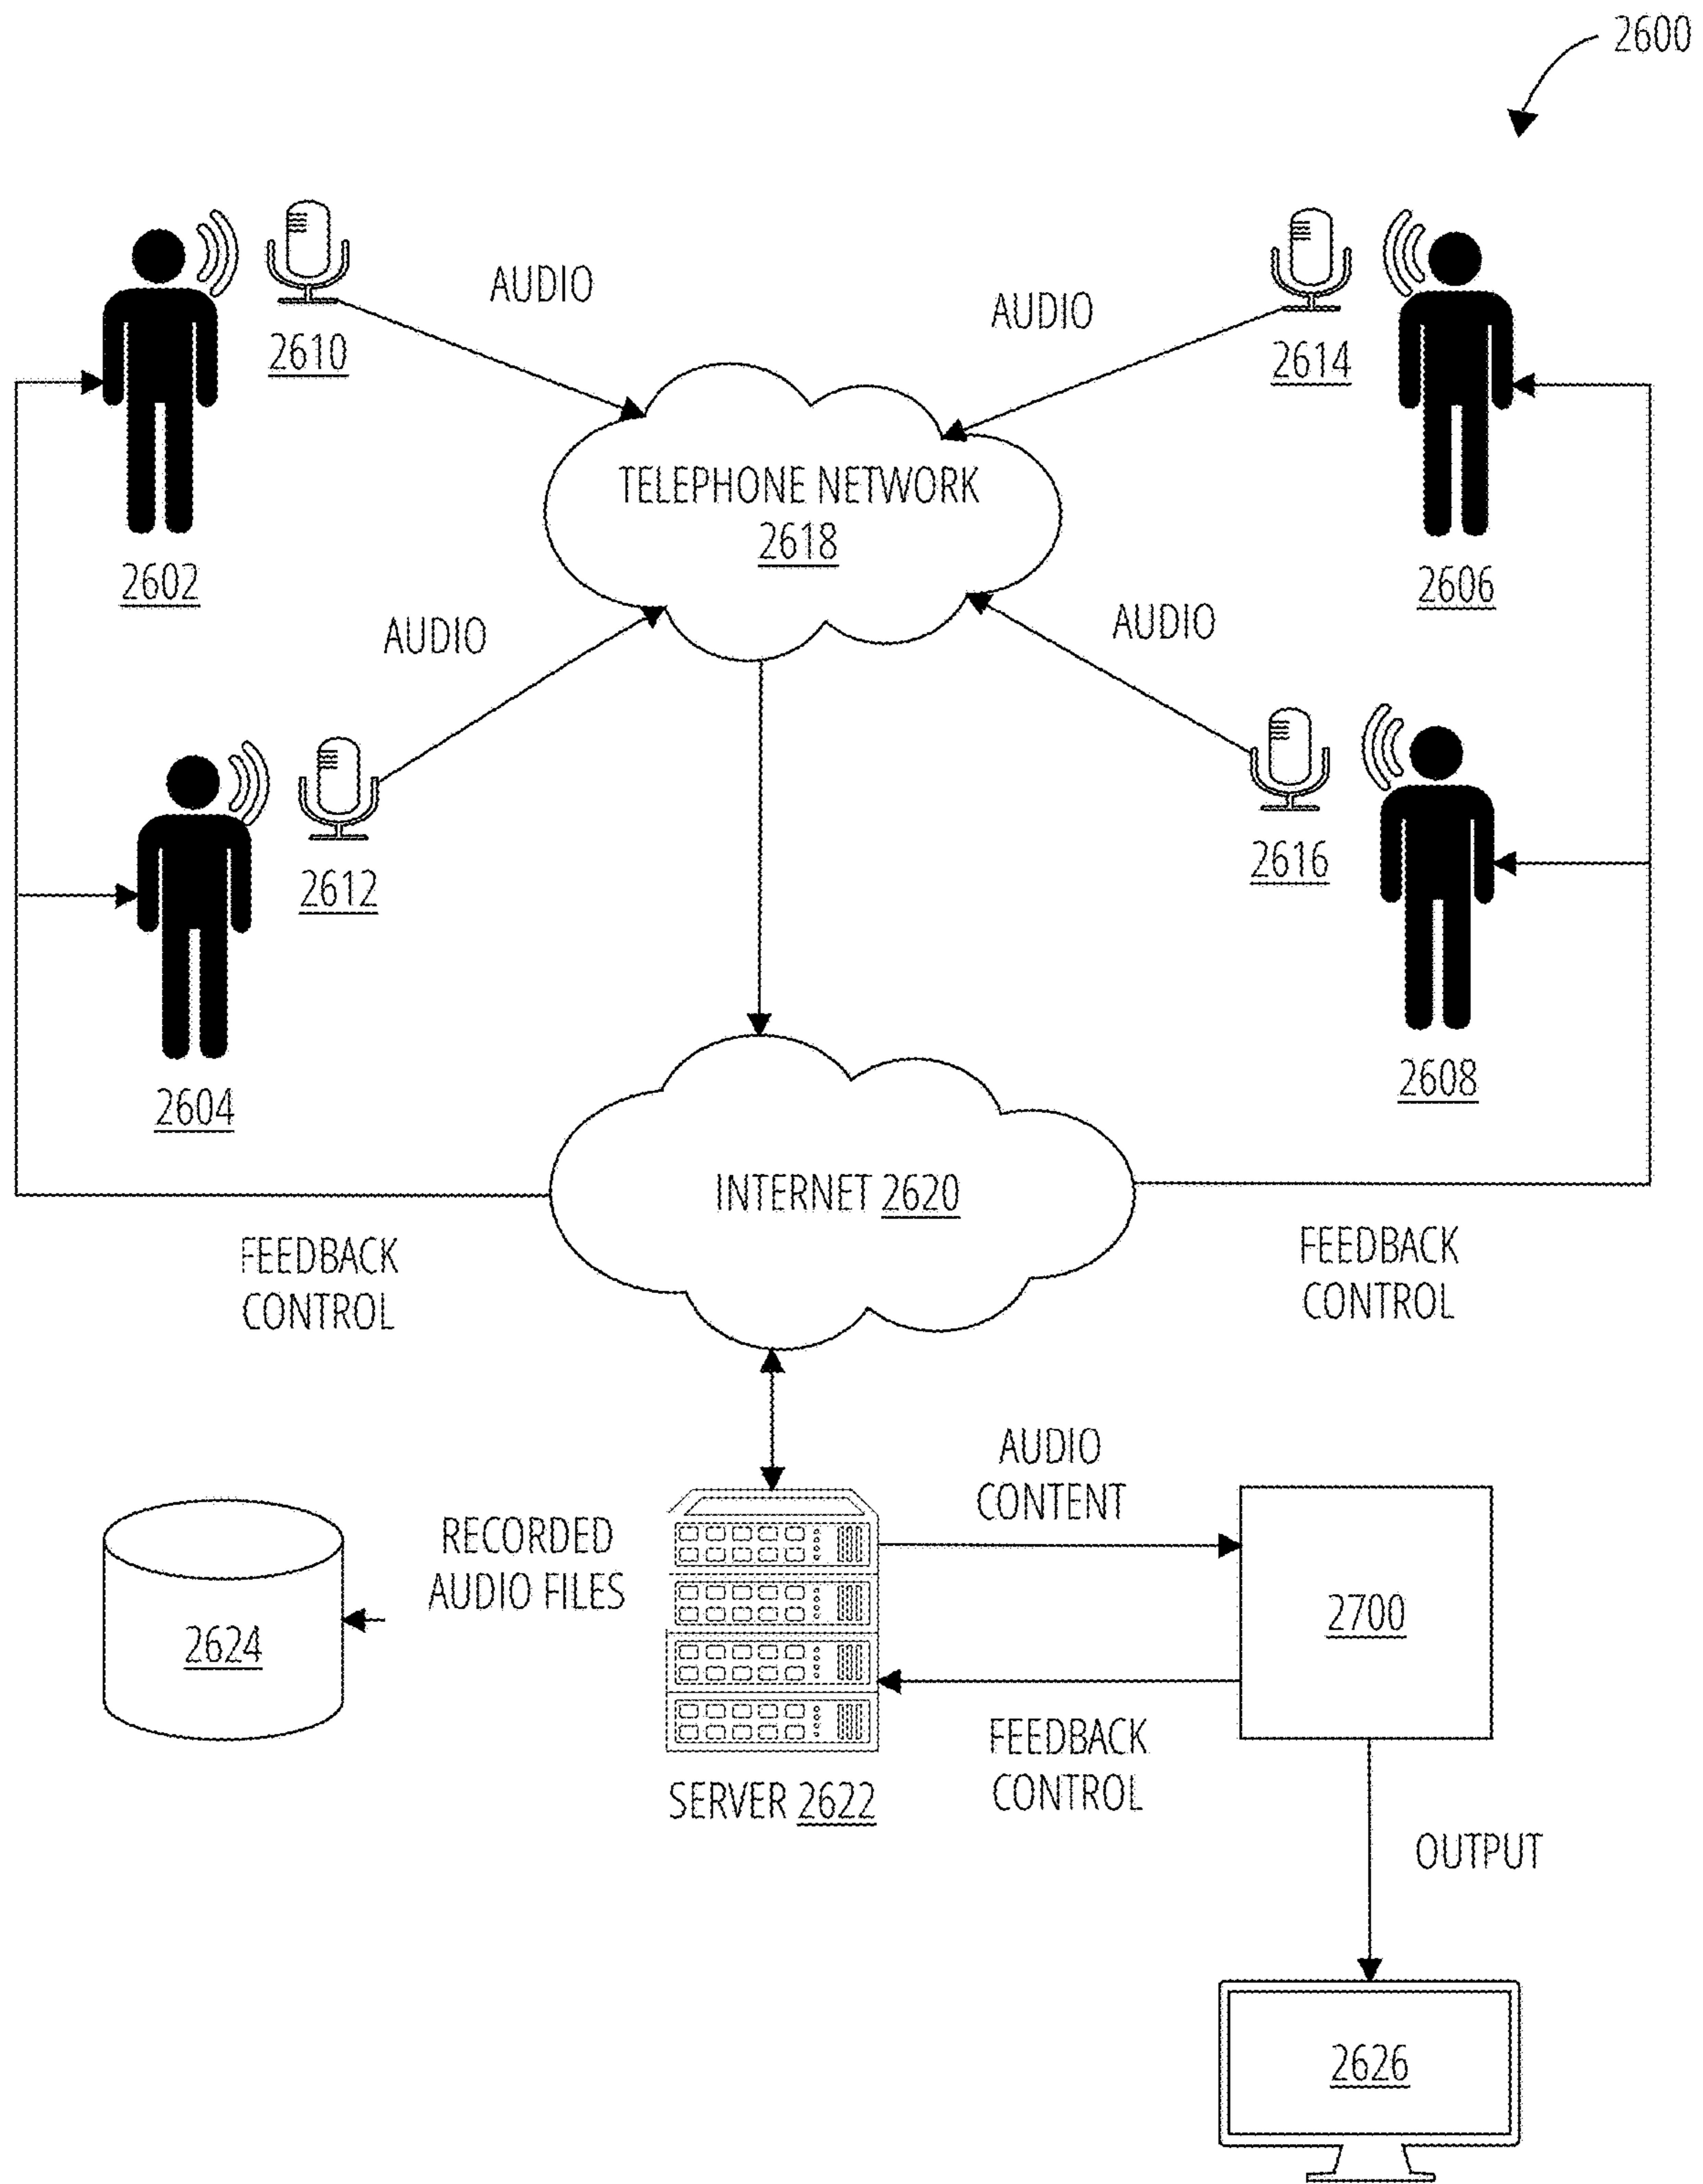 2600
AUDIO
2610
AUDIO
2614
TELEPHONE NETWORK
2618
2602
2606
AUDIO
AUDIO
2612
2616
2604
2608
INTERNET 2620
FEEDBACK
CONTROL
FEEDBACK
CONTROL
AUDIO
CONTENT
RECORDED
AUDIO FILES
2624
2700
SERVER 2622
FEEDBACK
CONTROL
OUTPUT
2626